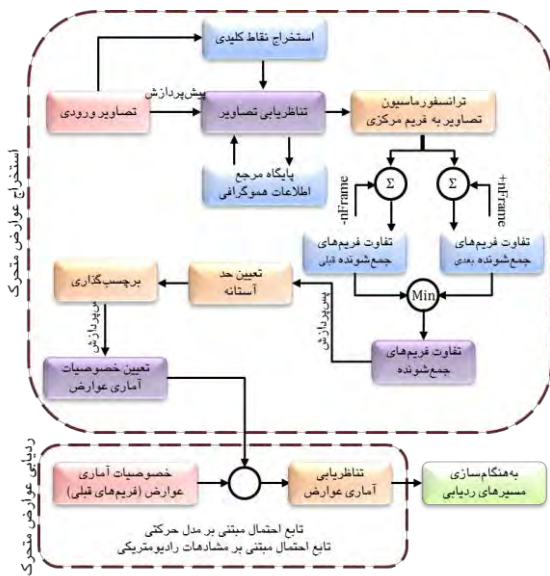 استخراج نقاط کلیدی
تصاویر ورودی
پیش‌پردازش
تناظریابی تصاویر
ترانسفورماسیون
تصاویر به فریم مرکزی
پایگاه مرجع
اطلاعات هموگرافی
Σ
Σ
-nFrame
+nFrame
تفاوت فریم‌های
جمع‌شونده قبلی
تفاوت فریم‌های
جمع‌شونده بعدی
Min
تفاوت فریم‌های
جمع‌شونده
پس‌پردازش
تعیین حد
آستانه
برچسب‌گذاری
پس‌پردازش
تعیین خصوصیات
آماری عوارض
استخراج عوارض متحرک
خصوصیات آماری
عوارض (فریم‌های قبلی)
تناظریابی
آماری عوارض
به‌هنگام‌سازی
مسیرهای ردیابی
تابع احتمال مبتنی بر مدل حرکتی
تابع احتمال مبتنی بر مشاهدات رادیومتریکی
ردیابی عوارض متحرک